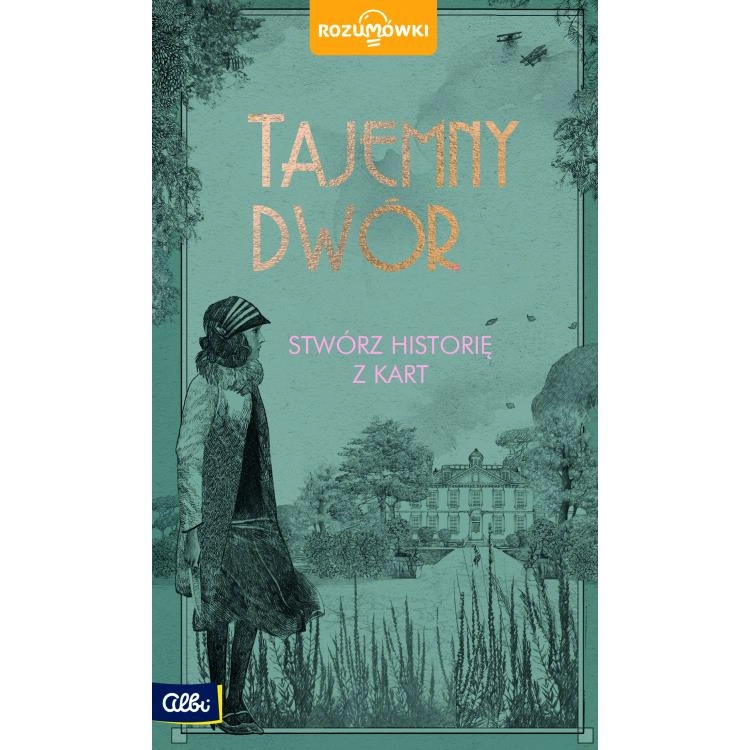 ROZUMÓWKI
TAJEMNY
DWÓR
STWÓRZ HISTORIĘ
Z KART
albi